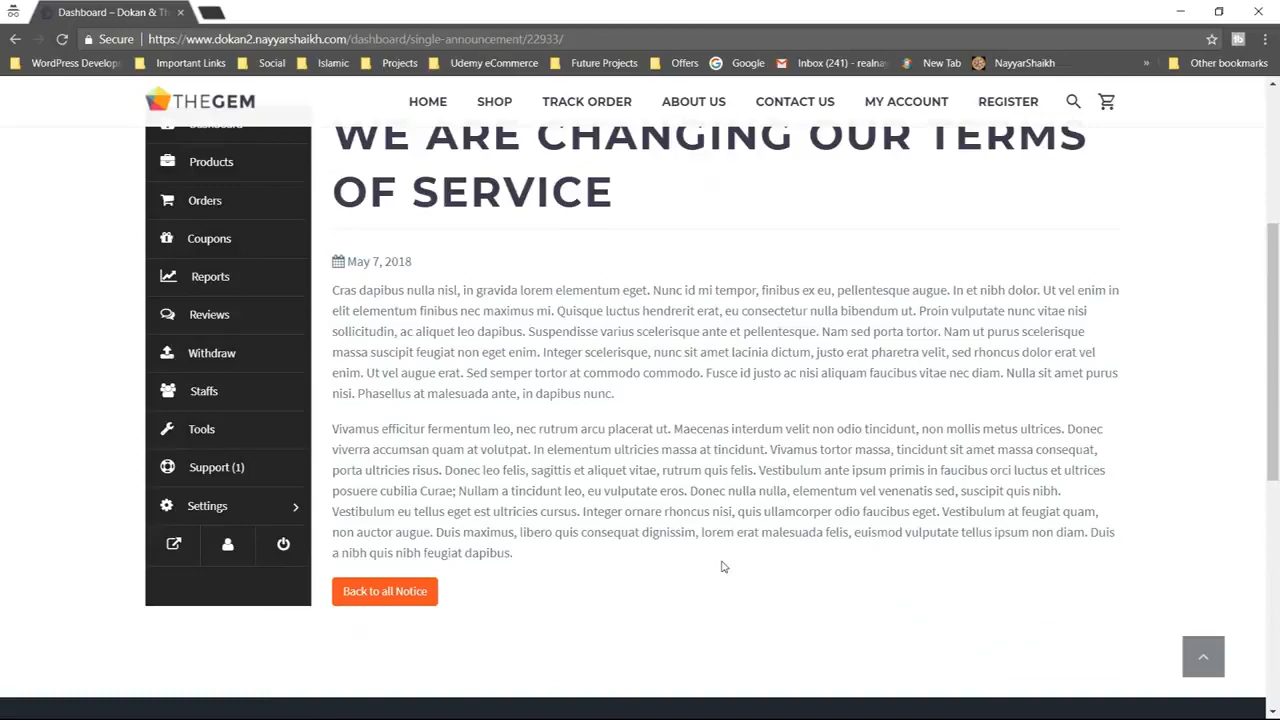 Dashboard – Dokan & Th
Secure
https://www.dokan2.nayyarshaikh.com/dashboard/single-announcement/22933/
WordPress Develop
Important Links
Social
Islamic
Projects
Udemy eCommerce
Future Projects
Offers
Google
Inbox (241) - realna
New Tab
NayyarShaikh
»
Other bookmarks
THEGEM
HOME
SHOP
TRACK ORDER
ABOUT US
CONTACT US
MY ACCOUNT
REGISTER
Dashboard
Products
Orders
Coupons
Reports
Reviews
Withdraw
Staffs
Tools
Support (1)
Settings
WE ARE CHANGING OUR TERMS
OF SERVICE
May 7, 2018
Cras dapibus nulla nisl, in gravida lorem elementum eget. Nunc id mi tempor, finibus ex eu, pellentesque augue. In et nibh dolor. Ut vel enim in
elit elementum finibus nec maximus mi. Quisque luctus hendrerit erat, eu consectetur nulla bibendum ut. Proin vulputate nunc vitae nisi
sollicitudin, ac aliquet leo dapibus. Suspendisse varius scelerisque ante et pellentesque. Nam sed porta tortor. Nam ut purus scelerisque
massa suscipit feugiat non eget enim. Integer scelerisque, nunc sit amet lacinia dictum, justo erat pharetra velit, sed rhoncus dolor erat vel
enim. Ut vel augue erat. Sed semper tortor at commodo commodo. Fusce id justo ac nisi aliquam faucibus vitae nec diam. Nulla sit amet purus
nisi. Phasellus at malesuada ante, in dapibus nunc.
Vivamus efficitur fermentum leo, nec rutrum arcu placerat ut. Maecenas interdum velit non odio tincidunt, non mollis metus ultrices. Donec
viverra accumsan quam at volutpat. In elementum ultricies massa at tincidunt. Vivamus tortor massa, tincidunt sit amet massa consequat,
porta ultricies risus. Donec leo felis, sagittis et aliquet vitae, rutrum quis felis. Vestibulum ante ipsum primis in faucibus orci luctus et ultrices
posuere cubilia Curae; Nullam a tincidunt leo, eu vulputate eros. Donec nulla nulla, elementum vel venenatis sed, suscipit quis nibh.
Vestibulum eu tellus eget est ultricies cursus. Integer ornare rhoncus nisi, quis ullamcorper odio faucibus eget. Vestibulum at feugiat quam,
non auctor augue. Duis maximus, libero quis consequat dignissim, lorem erat malesuada felis, euismod vulputate tellus ipsum non diam. Duis
a nibh quis nibh feugiat dapibus.
Back to all Notice